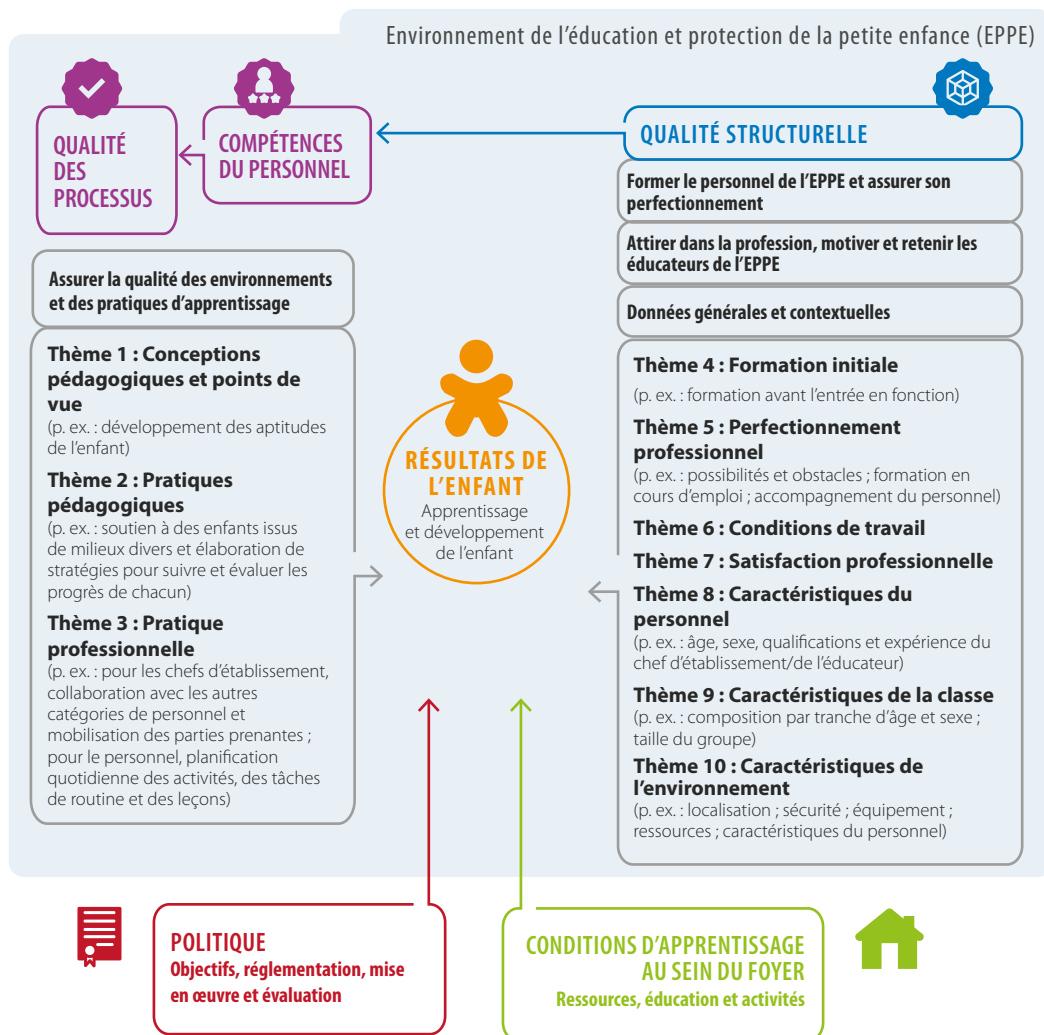 Environnement de l'éducation et protection de la petite enfance (EPPE)
QUALITÉ
DES
PROCESSUS
COMPÉTENCES
DU PERSONNEL
QUALITÉ STRUCTURELLE
Former le personnel de l'EPPE et assurer son
perfectionnement
Attirer dans la profession, motiver et retenir les
éducateurs de l'EPPE
Données générales et contextuelles
Assurer la qualité des environnements
et des pratiques d'apprentissage
Thème 1 : Conceptions
pédagogiques et points de
vue
(p. ex. : développement des aptitudes
de l'enfant)
Thème 2 : Pratiques
pédagogiques
(p. ex. : soutien à des enfants issus
de milieux divers et élaboration de
stratégies pour suivre et évaluer les
progrès de chacun)
Thème 3 : Pratique
professionnelle
(p. ex. : pour les chefs d'établissement,
collaboration avec les autres
catégories de personnel et
mobilisation des parties prenantes ;
pour le personnel, planification
quotidienne des activités, des tâches
de routine et des leçons)
RÉSULTATS DE
L'ENFANT
Apprentissage
et développement
de l'enfant
Thème 4 : Formation initiale
(p. ex. : formation avant l'entrée en fonction)
Thème 5 : Perfectionnement
professionnel
(p. ex. : possibilités et obstacles ; formation en
cours d'emploi ; accompagnement du personnel)
Thème 6 : Conditions de travail
Thème 7 : Satisfaction professionnelle
Thème 8 : Caractéristiques du
personnel
(p. ex. : âge, sexe, qualifications et expérience du
chef d'établissement/de l'éducateur)
Thème 9 : Caractéristiques de la classe
(p. ex. : composition par tranche d'âge et sexe ;
taille du groupe)
Thème 10 : Caractéristiques de
l'environnement
(p. ex. : localisation ; sécurité ; équipement ;
ressources ; caractéristiques du personnel)
POLITIQUE
Objectifs, réglementation, mise
en œuvre et évaluation
CONDITIONS D'APPRENTISSAGE
AU SEIN DU FOYER
Ressources, éducation et activités